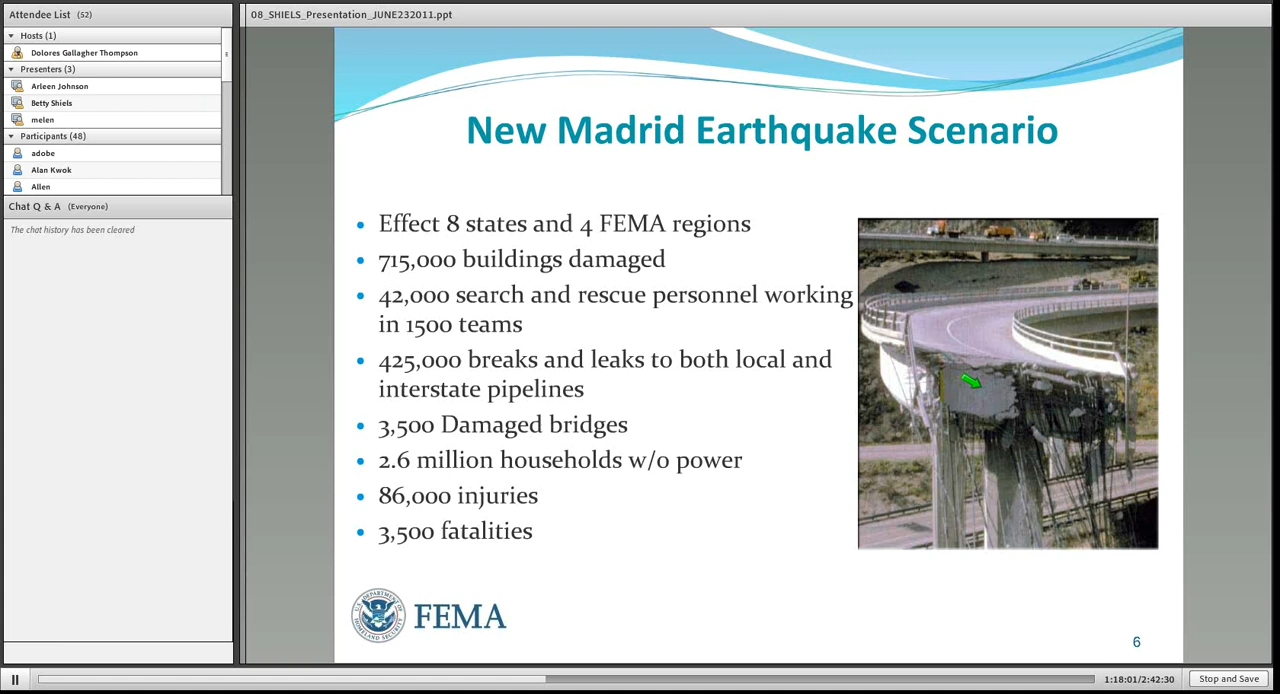 Attendee List (52)
Hosts (1)
Dolores Gallagher Thompson
Presenters (3)
Arleen Johnson
Betty Shiels
melen
Participants (48)
adobe
Alan Kwok
Allen
Chat Q & A (Everyone)
The chat history has been cleared
08_SHIELS_Presentation_JUNE232011.ppt
New Madrid Earthquake Scenario
• Effect 8 states and 4 FEMA regions
• 715,000 buildings damaged
• 42,000 search and rescue personnel working
in 1500 teams
• 425,000 breaks and leaks to both local and
interstate pipelines
• 3,500 Damaged bridges
• 2.6 million households w/o power
• 86,000 injuries
• 3,500 fatalities
U.S. DEPARTMENT OF HOMELAND SECURITY
FEMA
6
1:18:01/2:42:30
Stop and Save